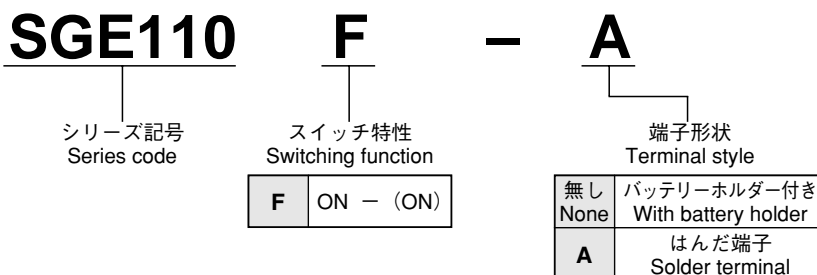 SGE110 F – A
シリーズ記号
Series code
スイッチ特性
Switching function
F ON － （ON）
端子形状
Terminal style
無し バッテリーホルダー付き
None With battery holder
A はんだ端子
Solder terminal